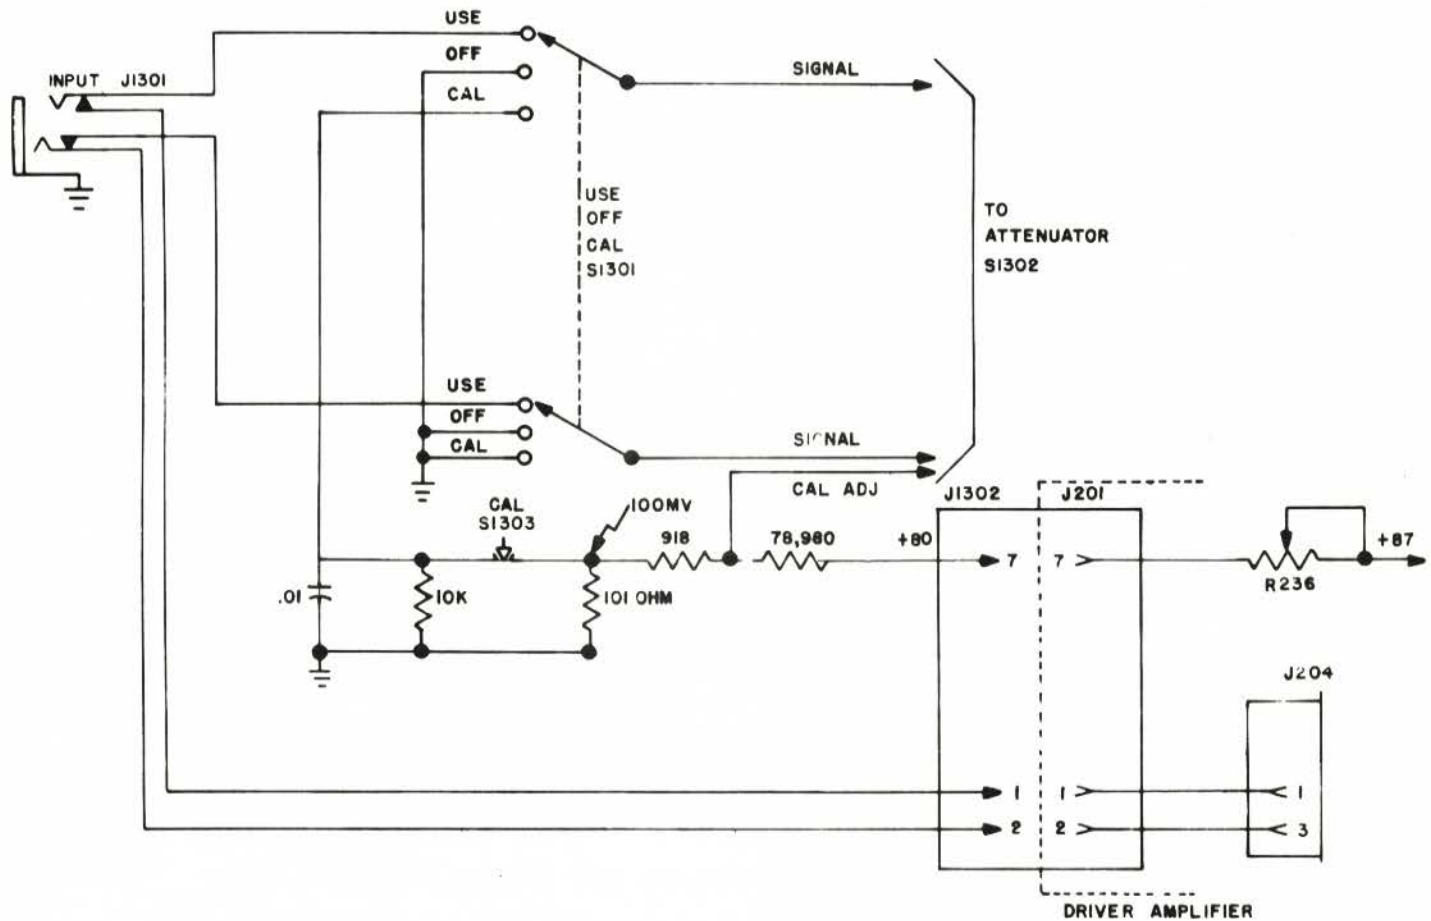 USE
OFF
CAL
INPUT J1301
SIGNAL
USE
OFF
CAL
S1301
TO
ATTENUATOR
S1302
USE
OFF
CAL
SIGNAL
CAL ADJ
J1302
J201
CAL
S1303
100MV
918
78,980
+80
7
7
+87
R236
.01
10K
101 OHM
J204
1
1
1
2
2
3
DRIVER AMPLIFIER